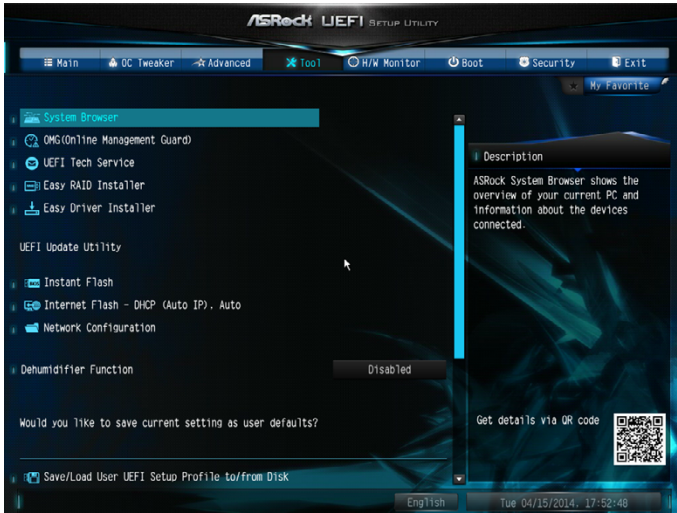 ASRock UEFI SETUP UTILITY
Main OC Tweaker Advanced Tool H/W Monitor Boot Security Exit
My Favorite
System Browser
OMG(Online Management Guard)
UEFI Tech Service
Easy RAID Installer
Easy Driver Installer
UEFI Update Utility
Instant Flash
Internet Flash - DHCP (Auto IP), Auto
Network Configuration
Dehumidifier Function Disabled
Would you like to save current setting as user defaults?
Save/Load User UEFI Setup Profile to/from Disk
Description
ASRock System Browser shows the
overview of your current PC and
information about the devices
connected.
Get details via QR code
English Tue 04/15/2014, 17:52:48